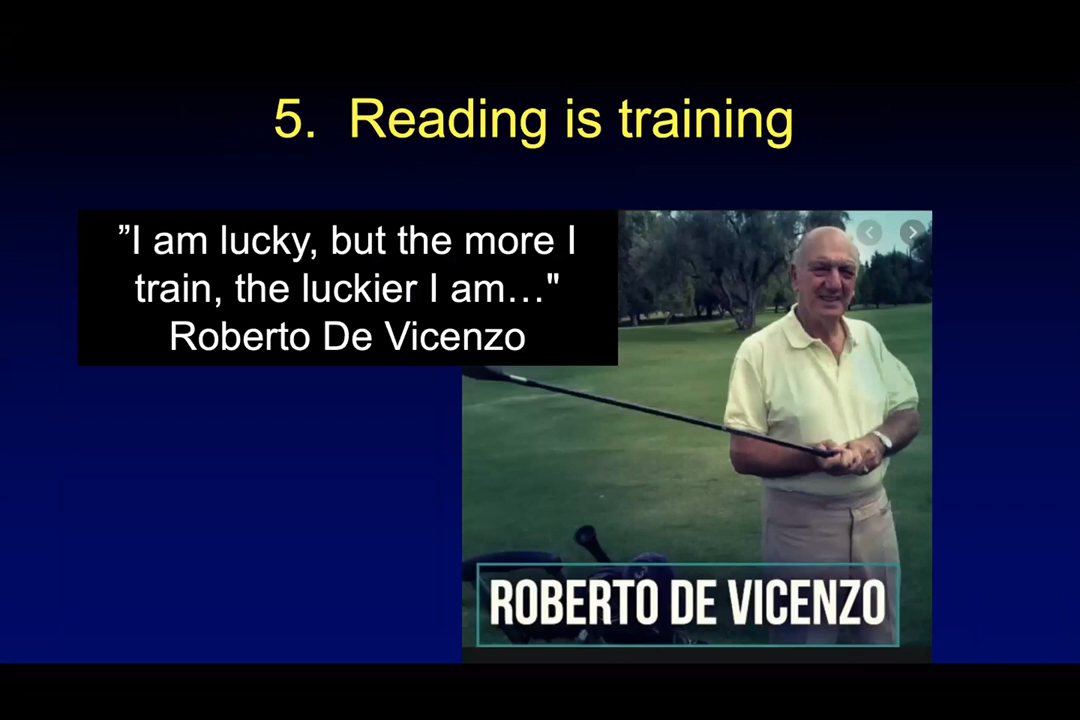 5. Reading is training
”I am lucky, but the more I
train, the luckier I am…"
Roberto De Vicenzo
ROBERTO DE VICENZO